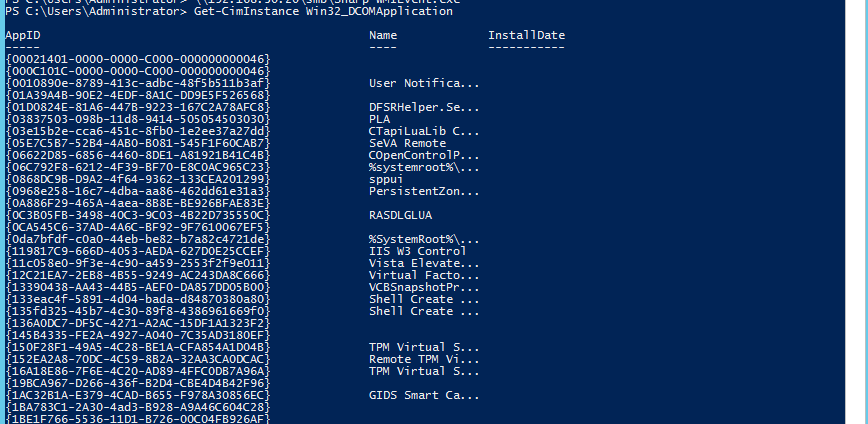 PS C:\Users\Administrator> \\192.168.90.20\smb\Sharp-WMIEvent.exe
PS C:\Users\Administrator> Get-CimInstance Win32_DCOMApplication
AppID Name InstallDate
----- ---- -----------
{00021401-0000-0000-C000-000000000046}
{000C101C-0000-0000-C000-000000000046}
{0010890e-8789-413c-adbc-48f5b511b3af} User Notifica...
{01A39A4B-90E2-4EDF-8A1C-DD9E5F526568}
{01D0824E-81A6-447B-9223-167C2A78AFC8} DFSRHelper.Se...
{03837503-098b-11d8-9414-505054503030} PLA
{03e15b2e-cca6-451c-8fb0-1e2ee37a27dd} CTapiLuaLib C...
{05E7C5B7-52B4-4AB0-B081-545F1F60CAB7} SeVA Remote
{06622D85-6856-4460-8DE1-A81921B41C4B} COpenControlP...
{06C792F8-6212-4F39-BF70-E8C0AC965C23} %systemroot%\...
{0868DC9B-D9A2-4f64-9362-133CEA201299} sppui
{0968e258-16c7-4dba-aa86-462dd61e31a3} PersistentZon...
{0A886F29-465A-4aea-8B8E-BE926BFAE83E}
{0C3B05FB-3498-40C3-9C03-4B22D735550C} RASDLGLUA
{0CA545C6-37AD-4A6C-BF92-9F7610067EF5}
{0da7bfdf-c0a0-44eb-be82-b7a82c4721de} %SystemRoot%\...
{119817C9-666D-4053-AEDA-627D0E25CCEF} IIS W3 Control
{11c058e0-9f3e-4c90-a459-2553f2f9e011} Vista Elevate...
{12C21EA7-2EB8-4B55-9249-AC243DA8C666} Virtual Facto...
{13390438-AA43-44B5-AEF0-DA857DD05B00} VCBSnapshotPr...
{133eac4f-5891-4d04-bada-d84870380a80} Shell Create ...
{135fd325-45b7-4c30-89f8-4386961669f0} Shell Create ...
{136A0DC7-DF5C-4271-A2AC-15DF1A1323F2}
{145B4335-FE2A-4927-A040-7C35AD3180EF}
{150F28F1-49A5-4C28-BE1A-CFA854A1D04B} TPM Virtual S...
{152EA2A8-70DC-4C59-8B2A-32AA3CA0DCAC} Remote TPM Vi...
{16A18E86-7F6E-4C20-AD89-4FFC0DB7A96A} TPM Virtual S...
{19BCA967-D266-436f-B2D4-CBE4D4B42F96}
{1AC32B1A-E379-4CAD-B655-F978A30856EC} GIDS Smart Ca...
{1BA783C1-2A30-4ad3-B928-A9A46C604C28}
{1BE1F766-5536-11D1-B726-00C04FB926AF}